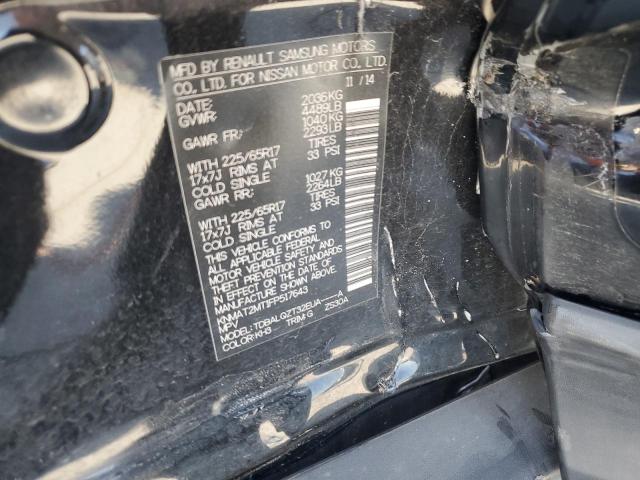 MFD BY RENAULT SAMSUNG MOTORS
CO., LTD. FOR NISSAN MOTOR CO., LTD.
DATE: 11/14
GVWR: 2036KG
4489LB
GAWR FR: 1040KG
2293LB
WITH 225/65R17 TIRES
17x7J RIMS AT 33 PSI
COLD SINGLE
GAWR RR: 1027KG
2264LB
WITH 225/65R17 TIRES
17x7J RIMS AT 33 PSI
COLD SINGLE
THIS VEHICLE CONFORMS TO
ALL APPLICABLE FEDERAL
MOTOR VEHICLE SAFETY AND
THEFT PREVENTION STANDARDS
IN EFFECT ON THE DATE OF
MANUFACTURE SHOWN ABOVE.
KNMAT2MT1FP517643
MPV
MODEL:TDBALQZT32EUA----A
COLOR:KH3 TRIM:G ZS30A